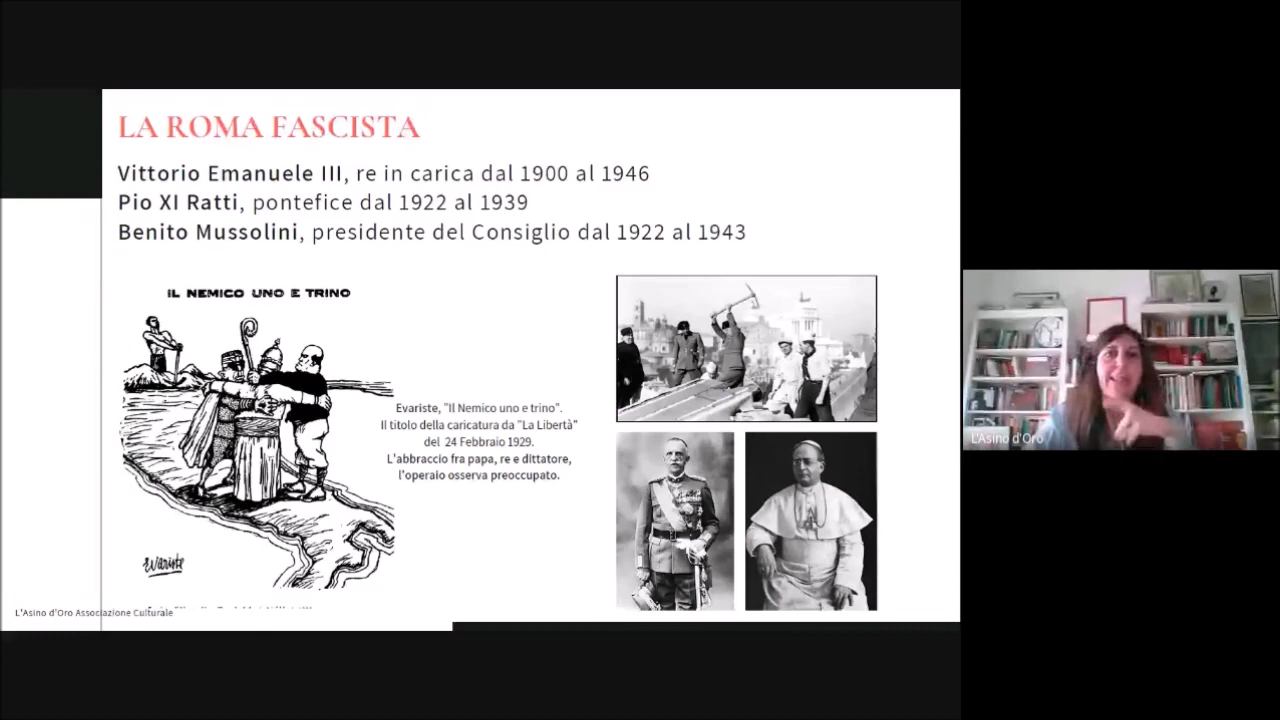 LA ROMA FASCISTA
Vittorio Emanuele III, re in carica dal 1900 al 1946
Pio XI Ratti, pontefice dal 1922 al 1939
Benito Mussolini, presidente del Consiglio dal 1922 al 1943
IL NEMICO UNO E TRINO
Evariste, "Il Nemico uno e trino".
Il titolo della caricatura da "La Libertà"
del 24 Febbraio 1929.
L'abbraccio fra papa, re e dittatore,
l'operaio osserva preoccupato.
Evariste
L'Asino d'Oro Associazione Culturale
L'Asino d'Oro